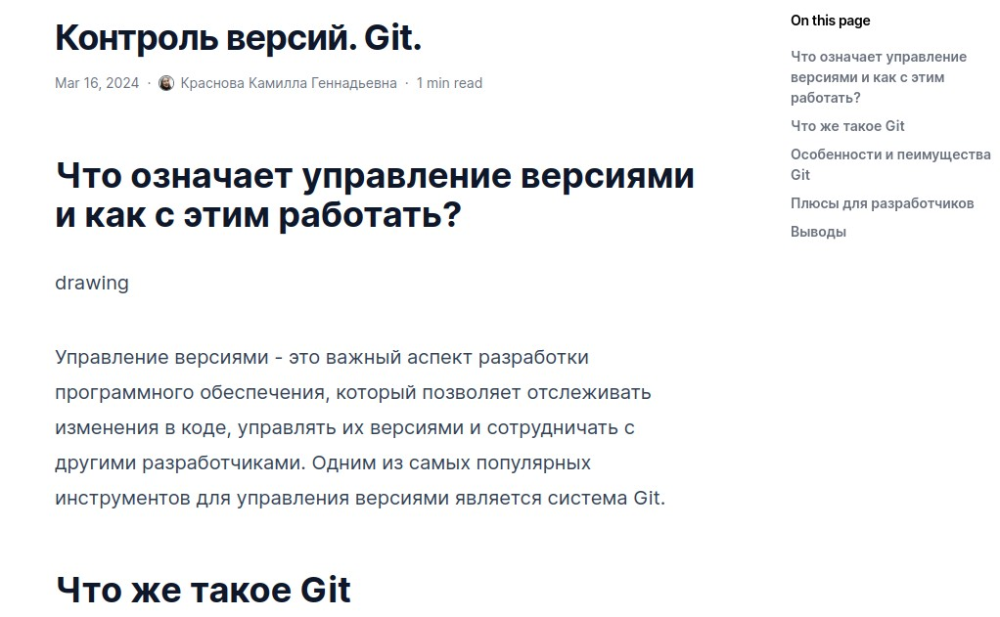 Контроль версий. Git.
Mar 16, 2024 · Краснова Камилла Геннадьевна · 1 min read
Что означает управление версиями
и как с этим работать?
drawing
Управление версиями - это важный аспект разработки
программного обеспечения, который позволяет отслеживать
изменения в коде, управлять их версиями и сотрудничать с
другими разработчиками. Одним из самых популярных
инструментов для управления версиями является система Git.
Что же такое Git
On this page
Что означает управление
версиями и как с этим
работать?
Что же такое Git
Особенности и пеимущества
Git
Плюсы для разработчиков
Выводы